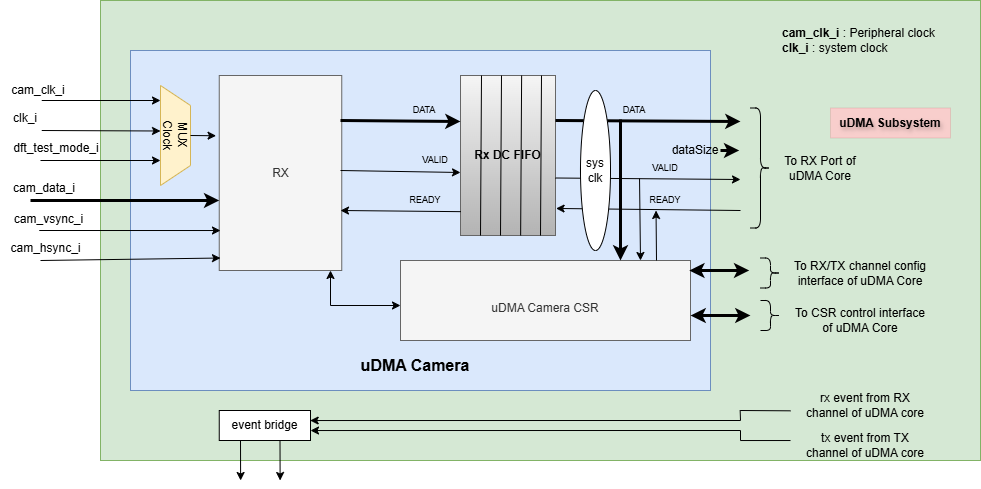 cam_clk_i : Peripheral clock
clk_i : system clock
cam_clk_i
clk_i
dft_test_mode_i
cam_data_i
cam_vsync_i
cam_hsync_i
MUX
Clock
RX
DATA
VALID
READY
Rx DC FIFO
sys
clk
DATA
dataSize
VALID
READY
uDMA Subsystem
To RX Port of
uDMA Core
uDMA Camera CSR
To RX/TX channel config
interface of uDMA Core
To CSR control interface
of uDMA Core
uDMA Camera
event bridge
rx event from RX
channel of uDMA core
tx event from TX
channel of uDMA core